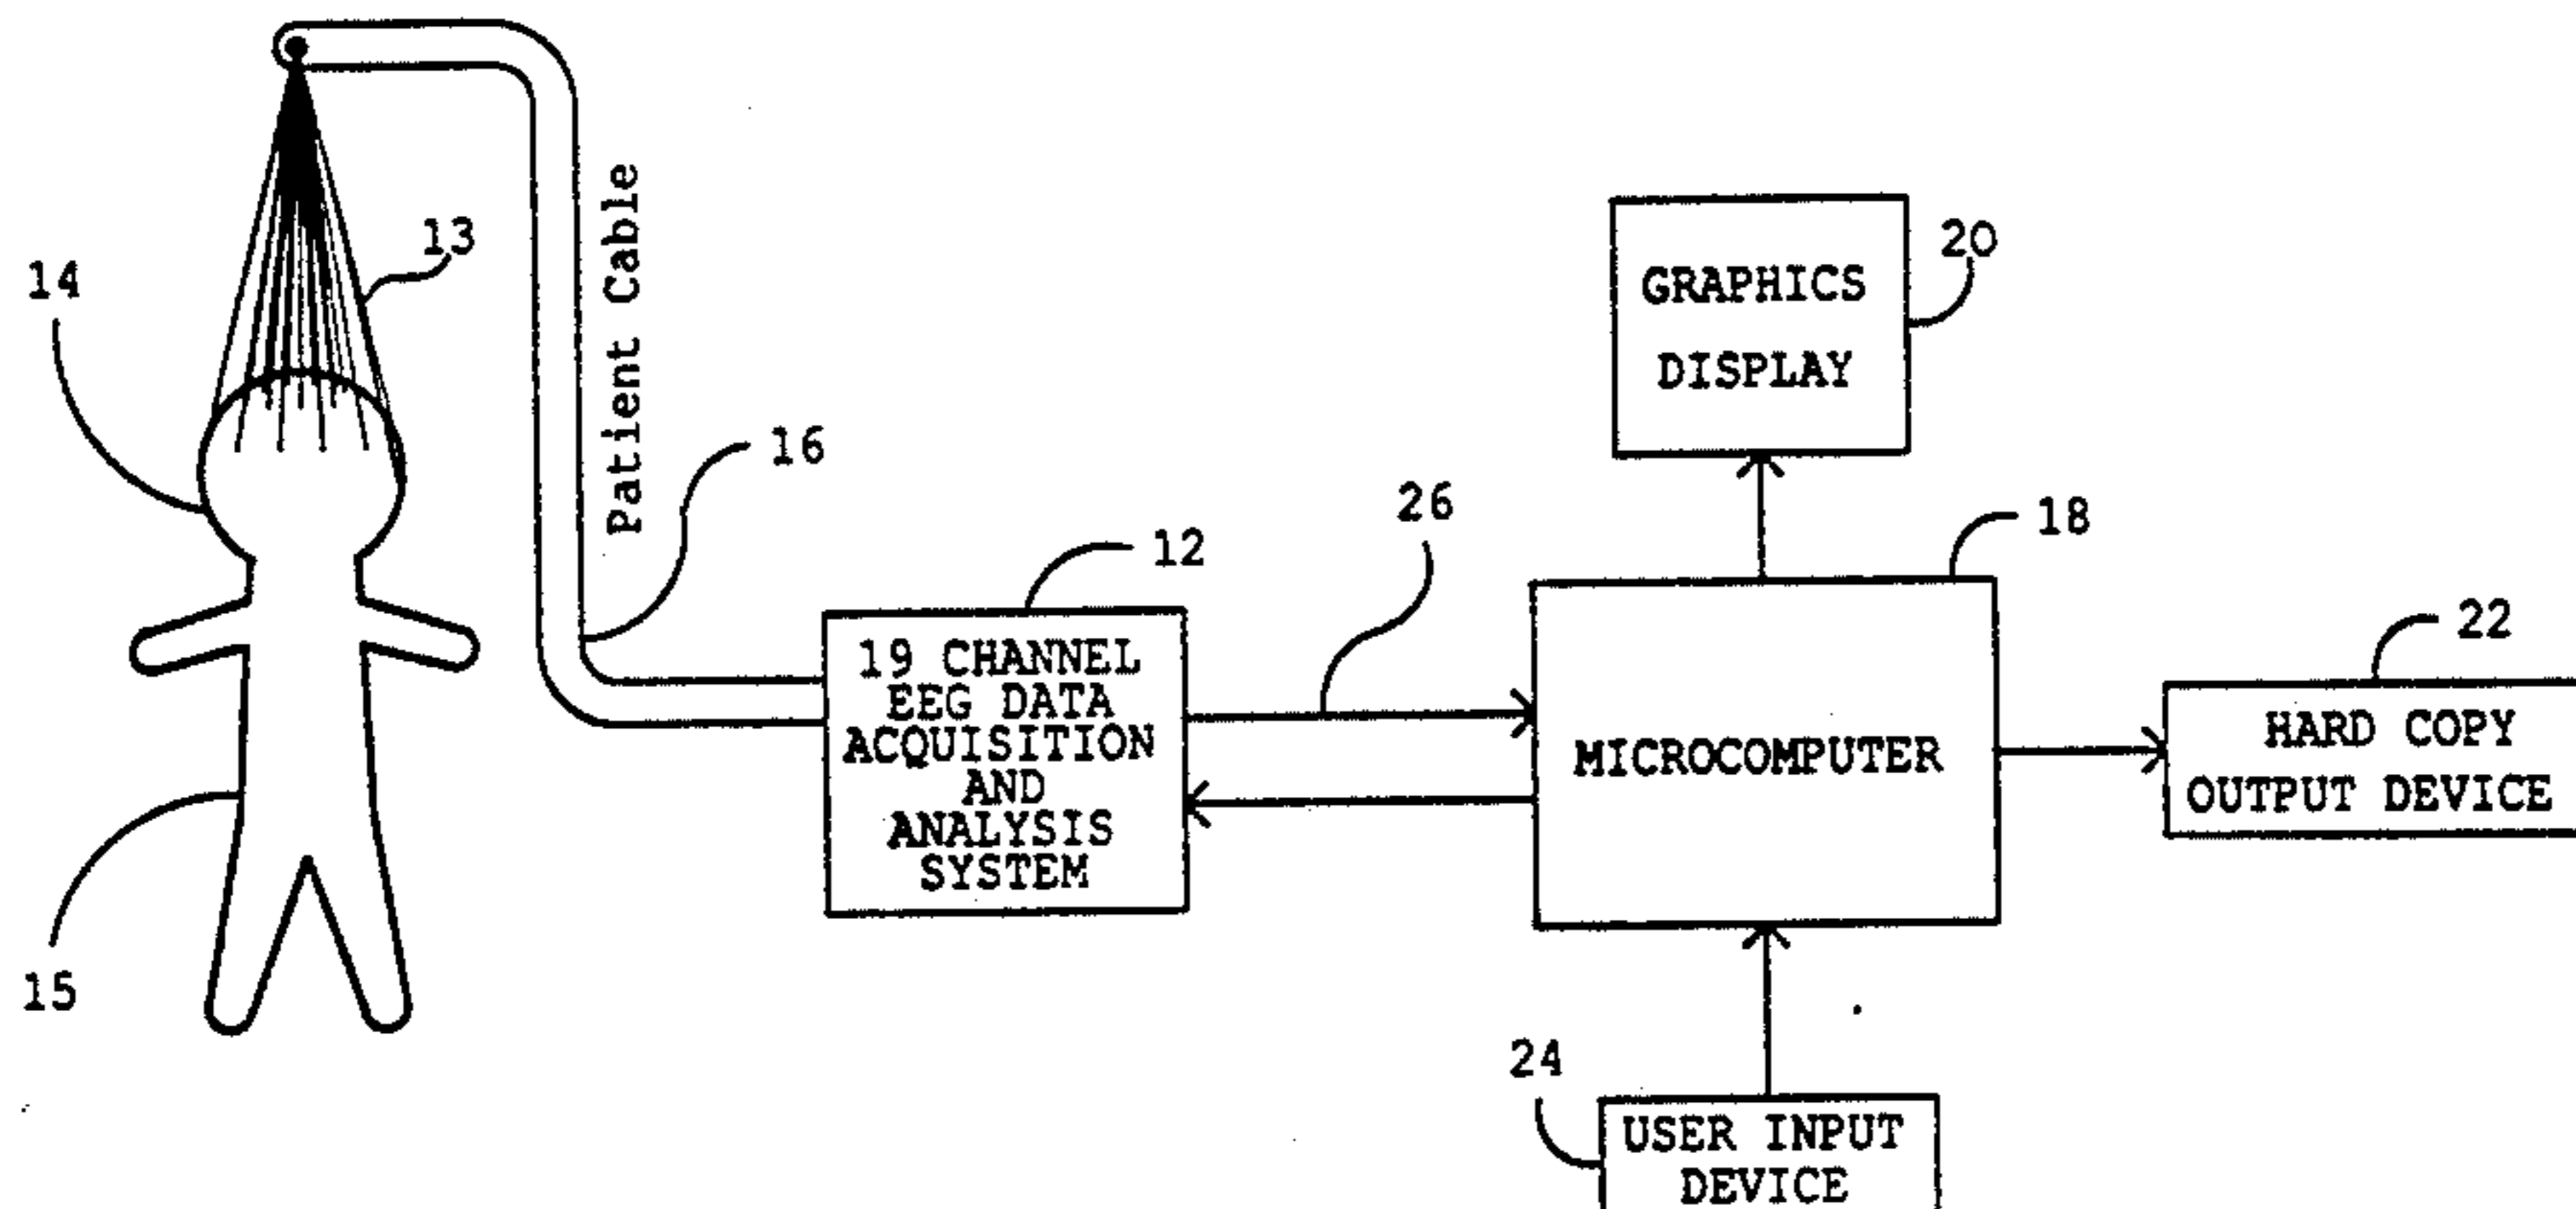 13
14
Patient Cable
16
12
19 CHANNEL
EEG DATA
ACQUISITION
AND
ANALYSIS
SYSTEM
15
26
GRAPHICS
DISPLAY
20
18
MICROCOMPUTER
22
HARD COPY
OUTPUT DEVICE
24
USER INPUT
DEVICE